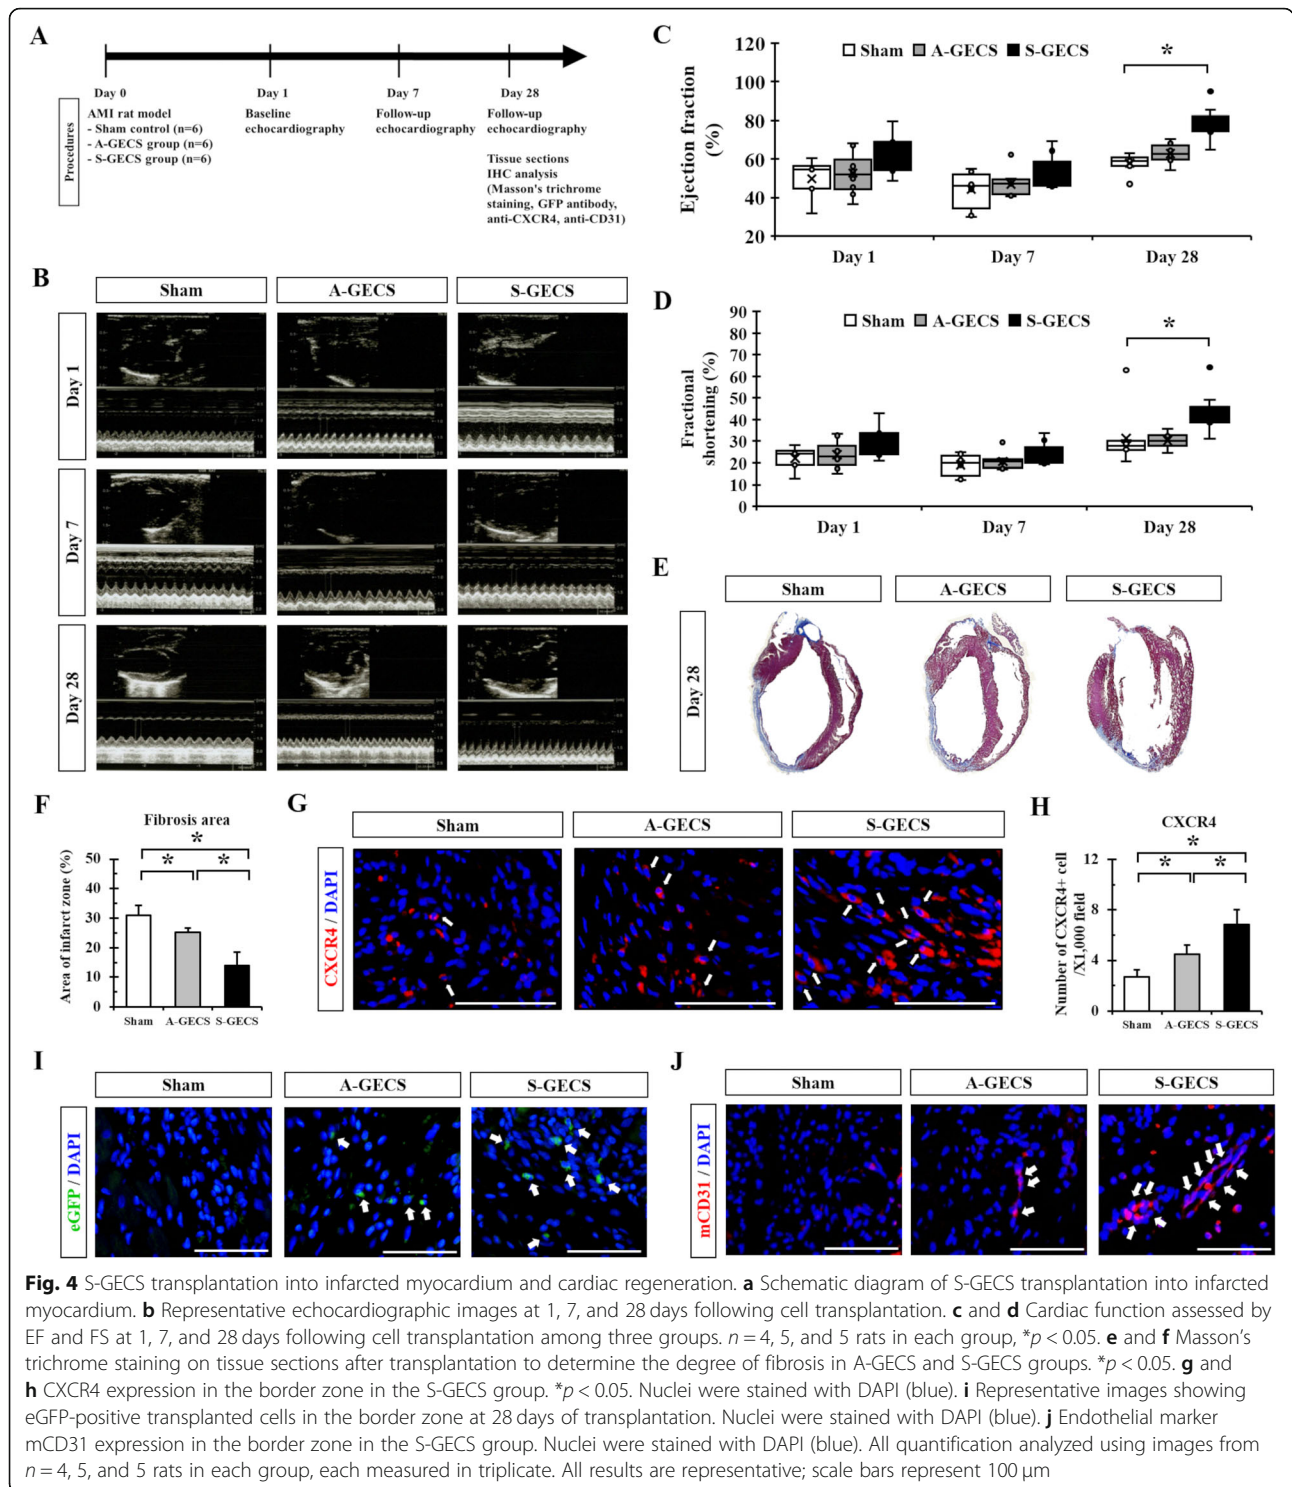 A
Day 0
Day 1
Day 7
Day 28
Procedures
AMI rat model
- Sham control (n=6)
- A-GECS group (n=6)
- S-GECS group (n=6)
Baseline
echocardiography
Follow-up
echocardiography
Follow-up
echocardiography
Tissue sections
IHC analysis
(Masson's trichrome
staining, GFP antibody,
anti-CXCR4, anti-CD31)
B
Sham
A-GECS
S-GECS
Day 1
Day 7
Day 28
C
Sham A-GECS S-GECS
*
Ejection fraction
(%)
120
100
80
60
40
20
Day 1
Day 7
Day 28
D
Sham A-GECS S-GECS
*
Fractional
shortening (%)
90
80
70
60
50
40
30
20
10
0
Day 1
Day 7
Day 28
E
Sham
A-GECS
S-GECS
Day 28
F
Fibrosis area
*
* *
Area of infarct zone (%)
50
40
30
20
10
0
Sham A-GECS S-GECS
G
Sham
A-GECS
S-GECS
CXCR4 / DAPI
H
CXCR4
*
* *
Number of CXCR4+ cell
/X1,000 field
12
8
4
0
Sham A-GECS S-GECS
I
Sham
A-GECS
S-GECS
eGFP / DAPI
J
Sham
A-GECS
S-GECS
mCD31 / DAPI
Fig. 4 S-GECS transplantation into infarcted myocardium and cardiac regeneration. a Schematic diagram of S-GECS transplantation into infarcted
myocardium. b Representative echocardiographic images at 1, 7, and 28 days following cell transplantation. c and d Cardiac function assessed by
EF and FS at 1, 7, and 28 days following cell transplantation among three groups. n = 4, 5, and 5 rats in each group, *p < 0.05. e and f Masson's
trichrome staining on tissue sections after transplantation to determine the degree of fibrosis in A-GECS and S-GECS groups. *p < 0.05. g and
h CXCR4 expression in the border zone in the S-GECS group. *p < 0.05. Nuclei were stained with DAPI (blue). i Representative images showing
eGFP-positive transplanted cells in the border zone at 28 days of transplantation. Nuclei were stained with DAPI (blue). j Endothelial marker
mCD31 expression in the border zone in the S-GECS group. Nuclei were stained with DAPI (blue). All quantification analyzed using images from
n = 4, 5, and 5 rats in each group, each measured in triplicate. All results are representative; scale bars represent 100 μm